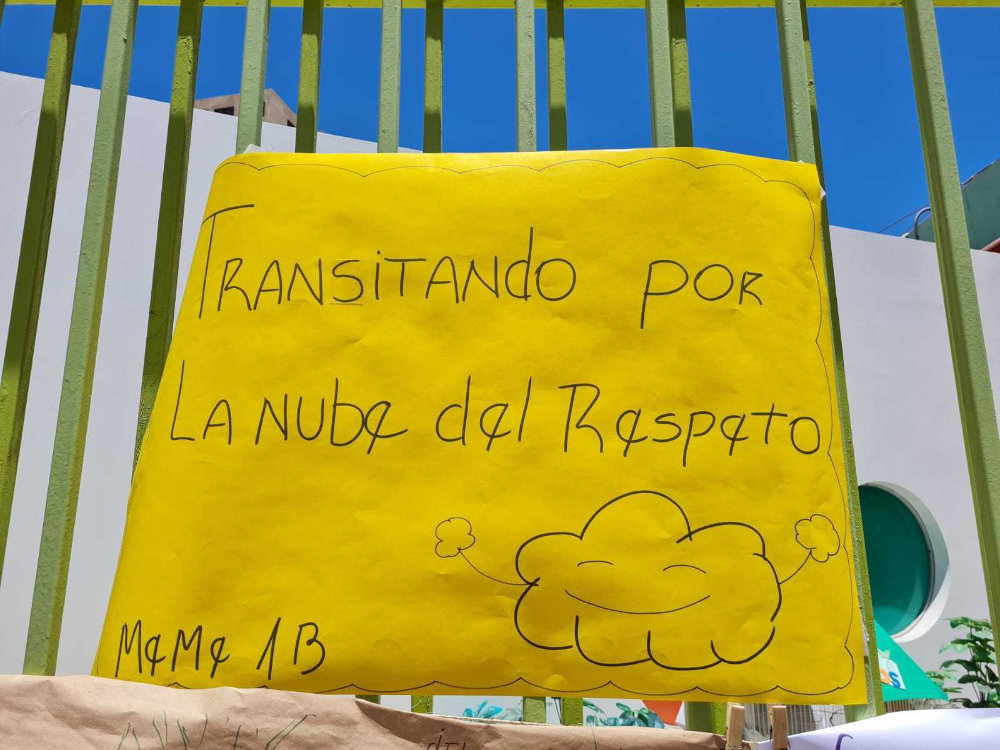 Transitando por
La nube del Respeto
MeMe 1B